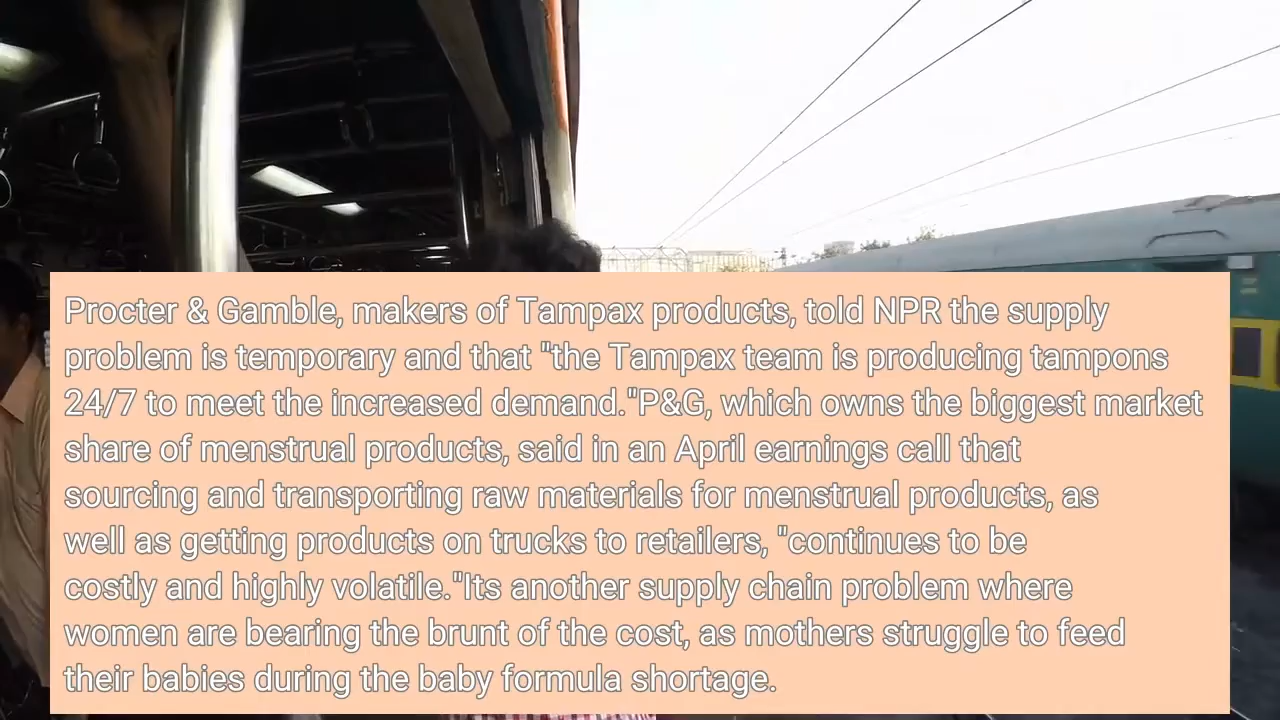 Procter & Gamble, makers of Tampax products, told NPR the supply
problem is temporary and that "the Tampax team is producing tampons
24/7 to meet the increased demand."P&G, which owns the biggest market
share of menstrual products, said in an April earnings call that
sourcing and transporting raw materials for menstrual products, as
well as getting products on trucks to retailers, "continues to be
costly and highly volatile."Its another supply chain problem where
women are bearing the brunt of the cost, as mothers struggle to feed
their babies during the baby formula shortage.